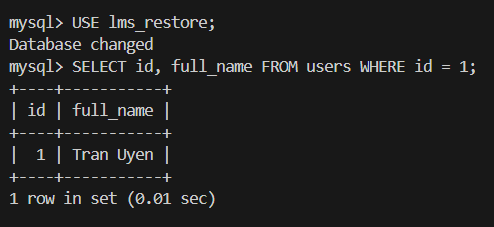 mysql> USE lms_restore;
Database changed
mysql> SELECT id, full_name FROM users WHERE id = 1;
+----+-----------+
| id | full_name |
+----+-----------+
|  1 | Tran Uyen |
+----+-----------+
1 row in set (0.01 sec)